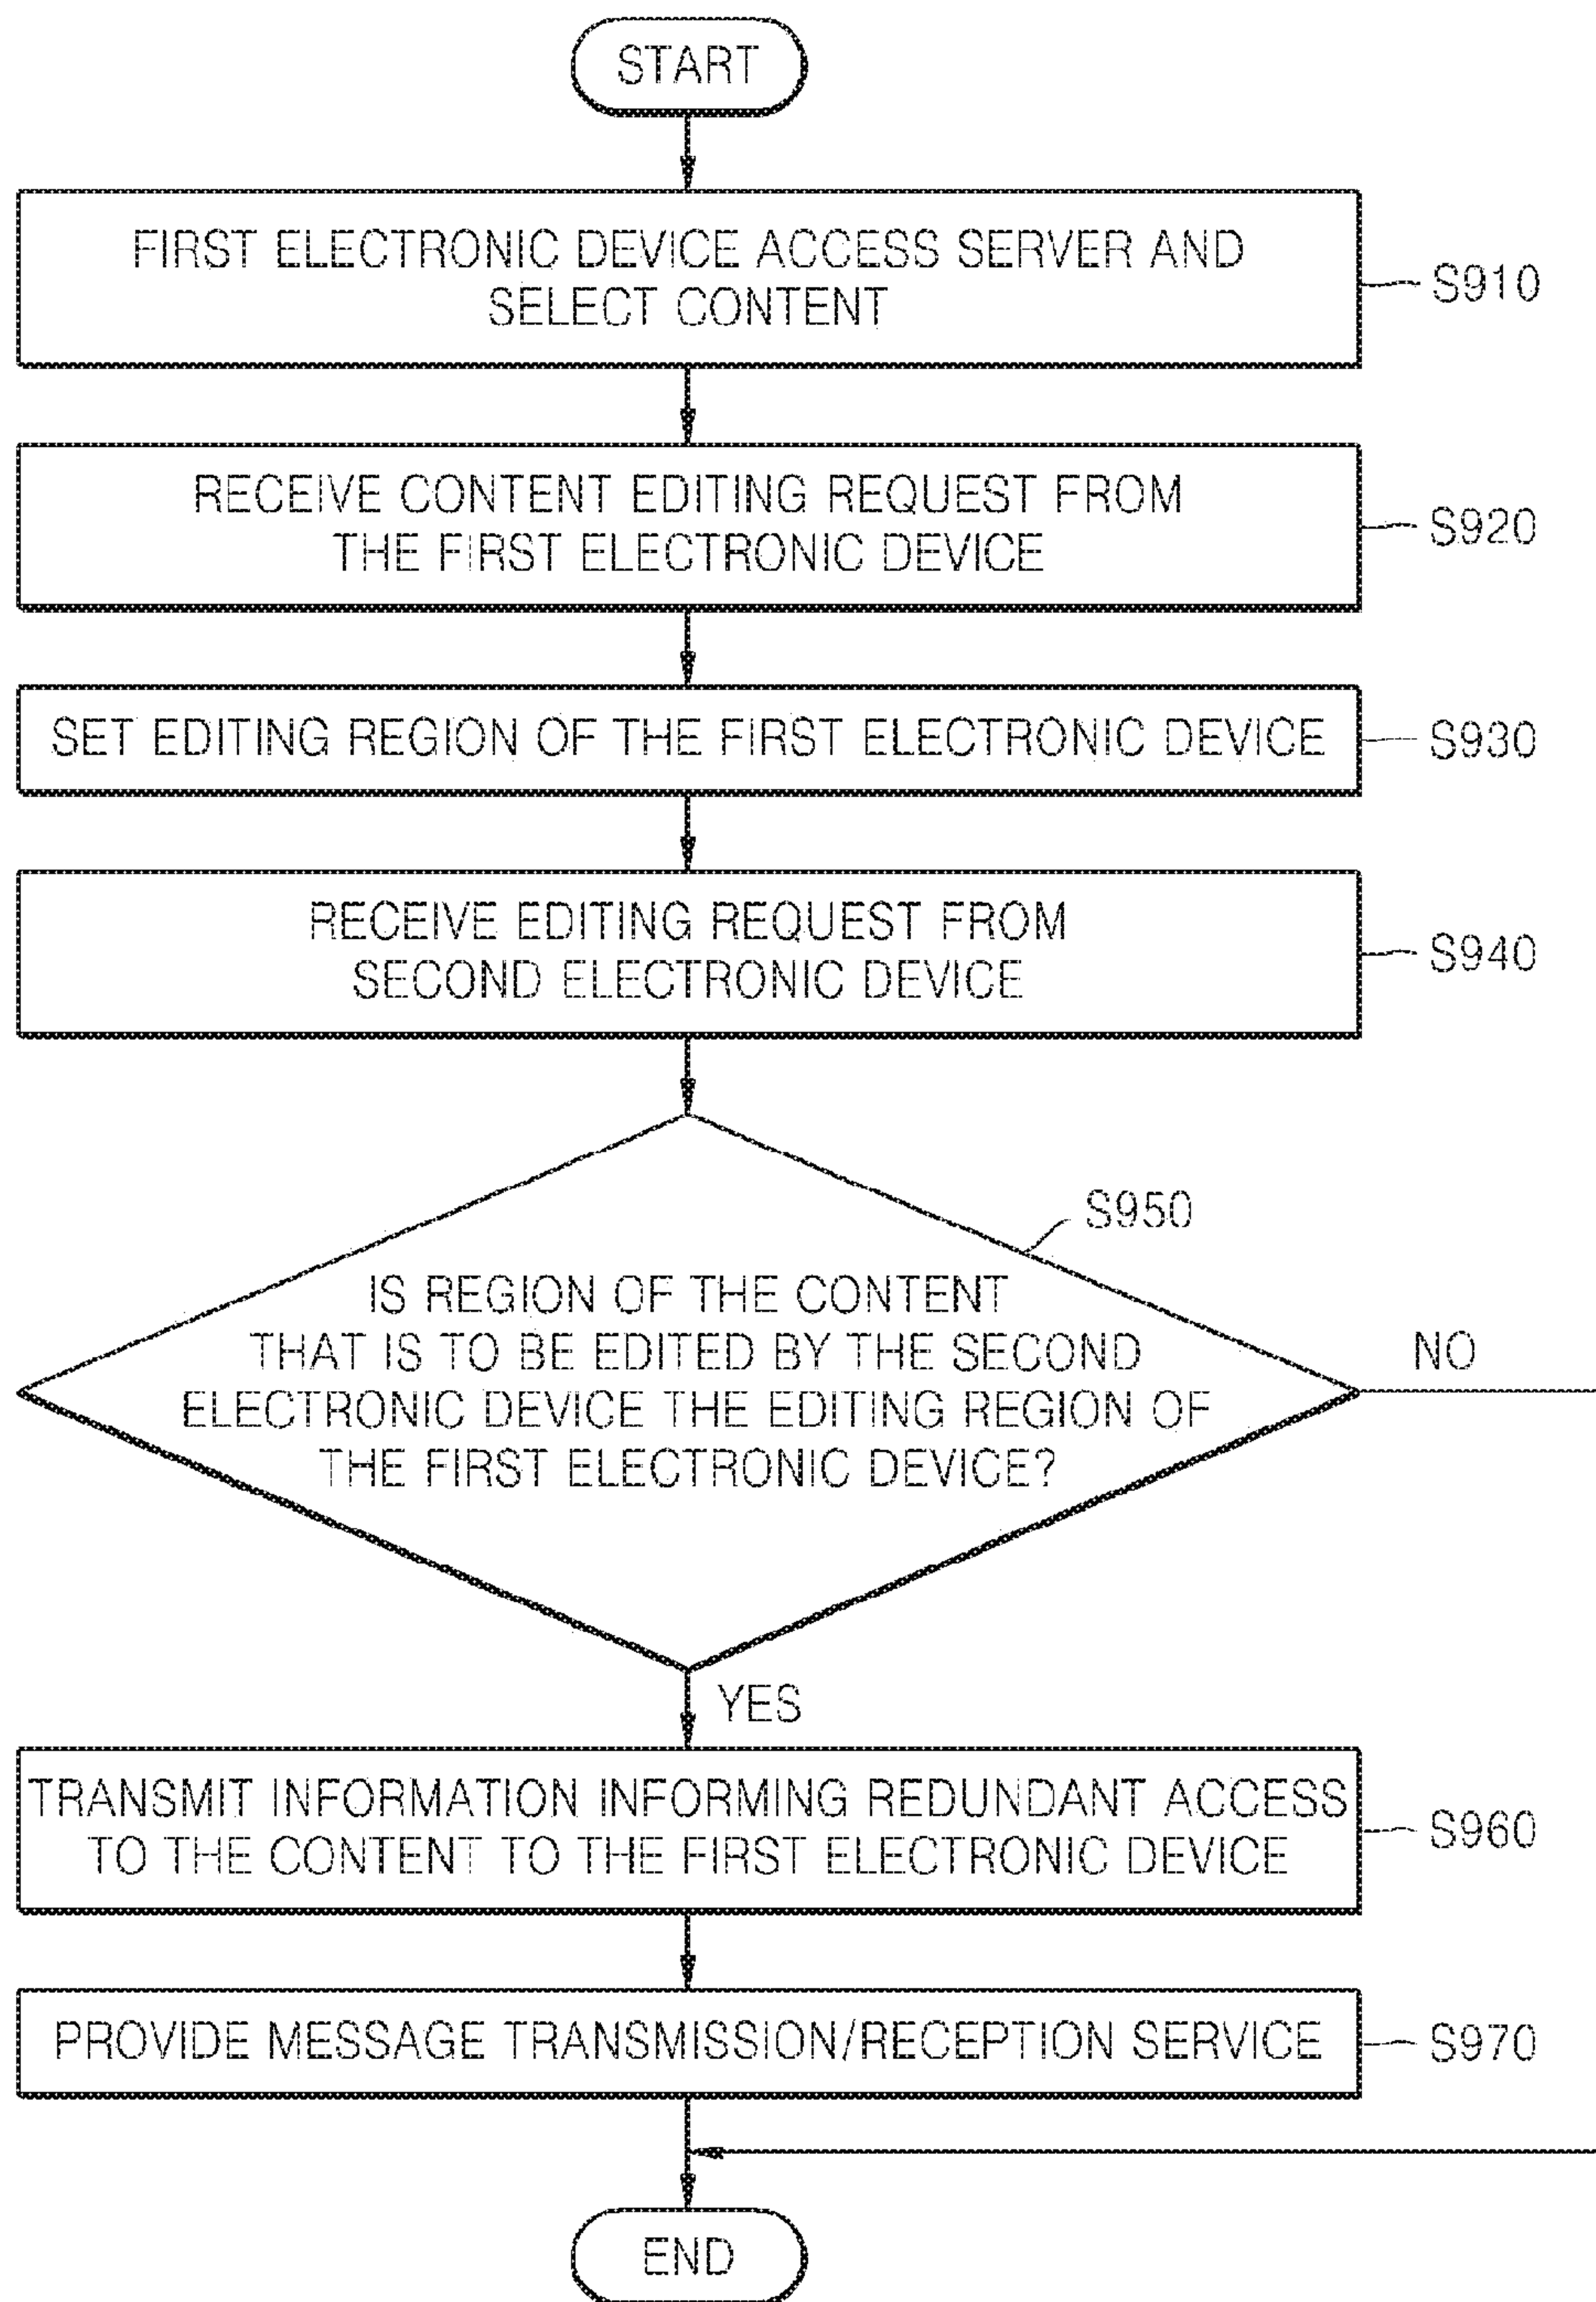 START
FIRST ELECTRONIC DEVICE ACCESS SERVER AND
SELECT CONTENT
S910
RECEIVE CONTENT EDITING REQUEST FROM
THE FIRST ELECTRONIC DEVICE
S920
SET EDITING REGION OF THE FIRST ELECTRONIC DEVICE
S930
RECEIVE EDITING REQUEST FROM
SECOND ELECTRONIC DEVICE
S940
S950
IS REGION OF THE CONTENT
THAT IS TO BE EDITED BY THE SECOND
ELECTRONIC DEVICE THE EDITING REGION OF
THE FIRST ELECTRONIC DEVICE?
NO
YES
TRANSMIT INFORMATION INFORMING REDUNDANT ACCESS
TO THE CONTENT TO THE FIRST ELECTRONIC DEVICE
S960
PROVIDE MESSAGE TRANSMISSION/RECEPTION SERVICE
S970
END